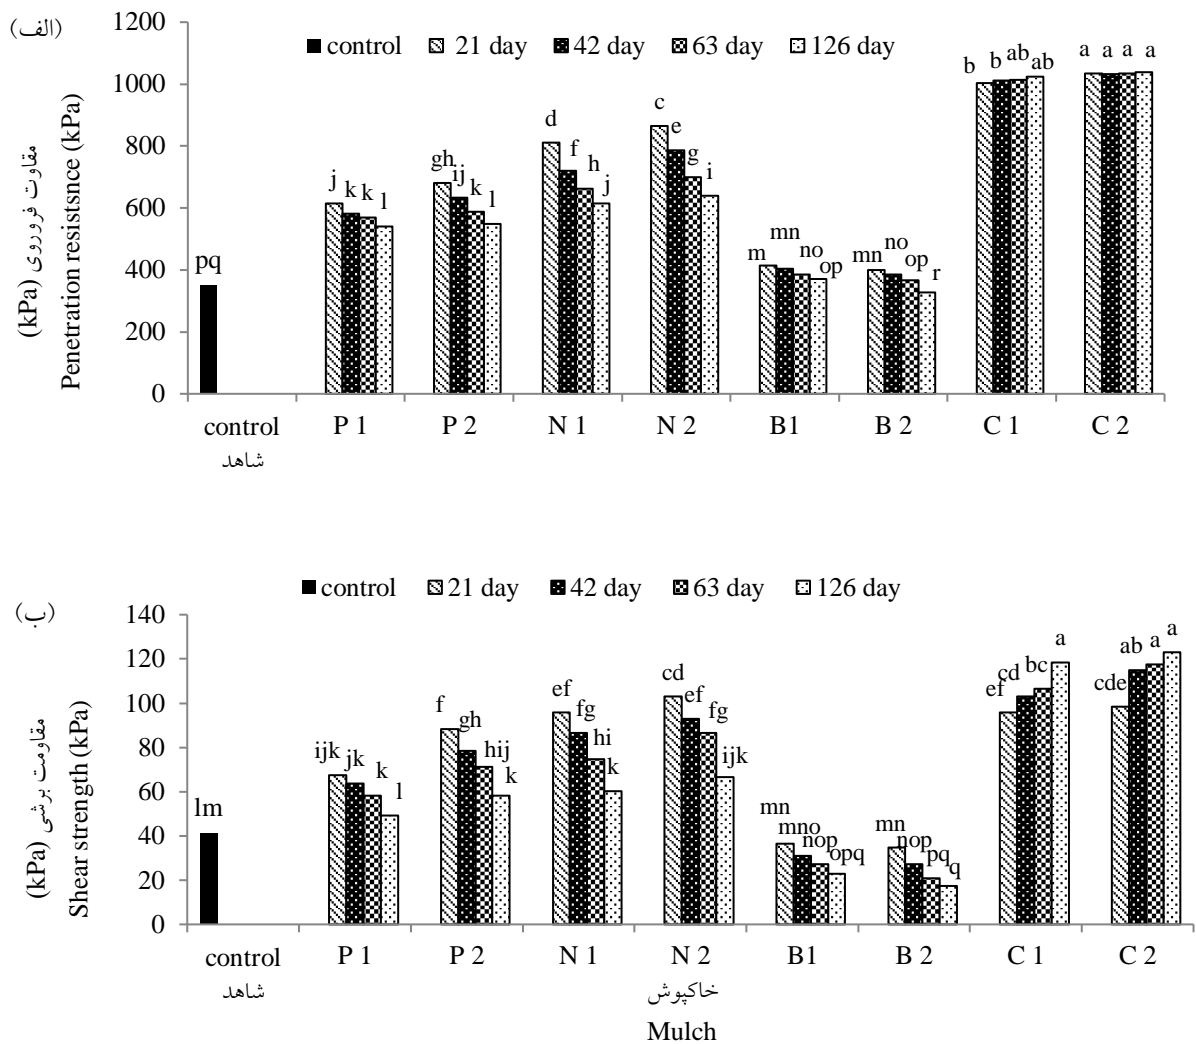 (الف)
مقاوت فروروی (kPa)
Penetration resistsnce (kPa)
1200
1000
800
600
400
200
0
control 21 day 42 day 63 day 126 day
pq
j k k l
gh ij k l
d f h j
c e g i
m mn no op
mn no op r
b b ab ab
a a a a
control P 1 P 2 N 1 N 2 B1 B 2 C 1 C 2
شاهد
(ب)
مقاومت برشی (kPa)
Shear strength (kPa)
140
120
100
80
60
40
20
0
control 21 day 42 day 63 day 126 day
lm
ijk jk k l
f gh hij k
ef fg hi k
cd ef fg ijk
mn mno nop opq
mn nop pq q
ef cd bc a
cde ab a a
control P 1 P 2 N 1 N 2 B1 B 2 C 1 C 2
شاهد
خاکپوش
Mulch